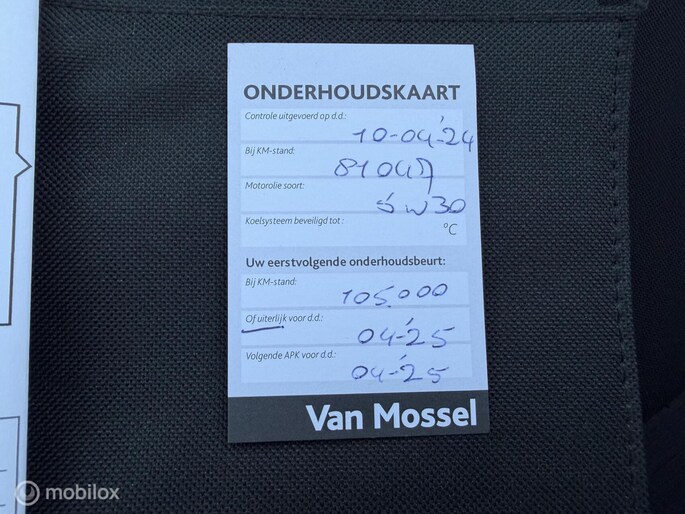 ONDERHOUDSKAART
Controle uitgevoerd op d.d.:
10-04-'24
Bij KM-stand:
Motorolie soort:
5W30
Koelsysteem beveiligd tot :
°C
Uw eerstvolgende onderhoudsbeurt:
Bij KM-stand:
105.000
Of uiterlijk voor d.d.:
04-'25
Volgende APK voor d.d.:
04-'25
Van Mossel
mobilox